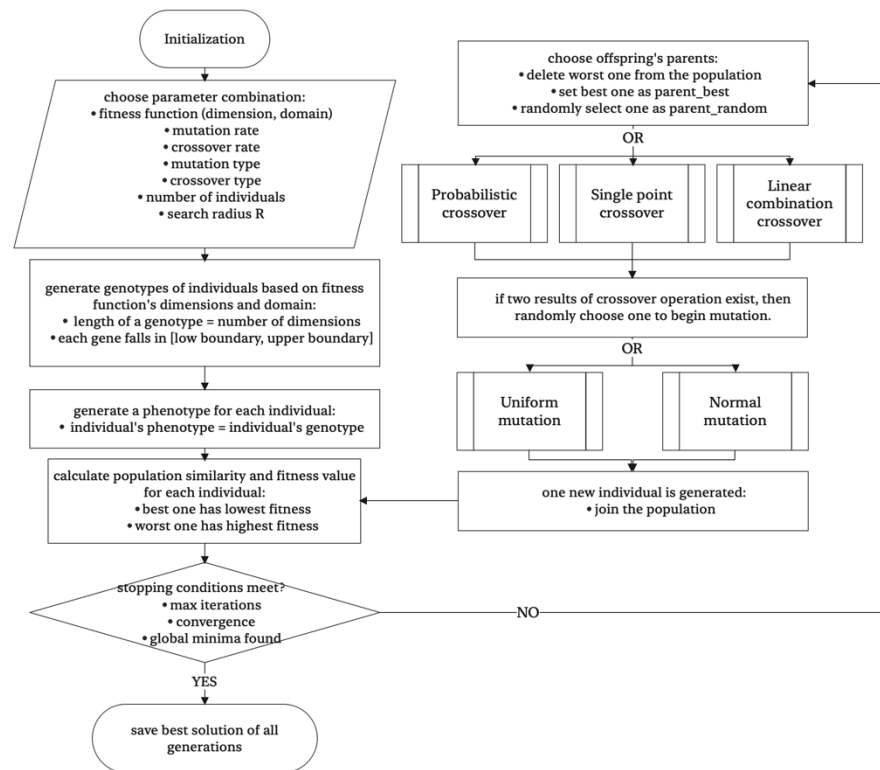 Initialization
choose parameter combination:
• fitness function (dimension, domain)
• mutation rate
• crossover rate
• mutation type
• crossover type
• number of individuals
• search radius R
generate genotypes of individuals based on fitness
function's dimensions and domain:
• length of a genotype = number of dimensions
• each gene falls in [low boundary, upper boundary]
generate a phenotype for each individual:
• individual's phenotype = individual's genotype
calculate population similarity and fitness value
for each individual:
• best one has lowest fitness
• worst one has highest fitness
stopping conditions meet?
• max iterations
• convergence
• global minima found
NO
YES
save best solution of all
generations
choose offspring's parents:
• delete worst one from the population
• set best one as parent_best
• randomly select one as parent_random
OR
Probabilistic
crossover
Single point
crossover
Linear
combination
crossover
if two results of crossover operation exist, then
randomly choose one to begin mutation.
OR
Uniform
mutation
Normal
mutation
one new individual is generated:
• join the population